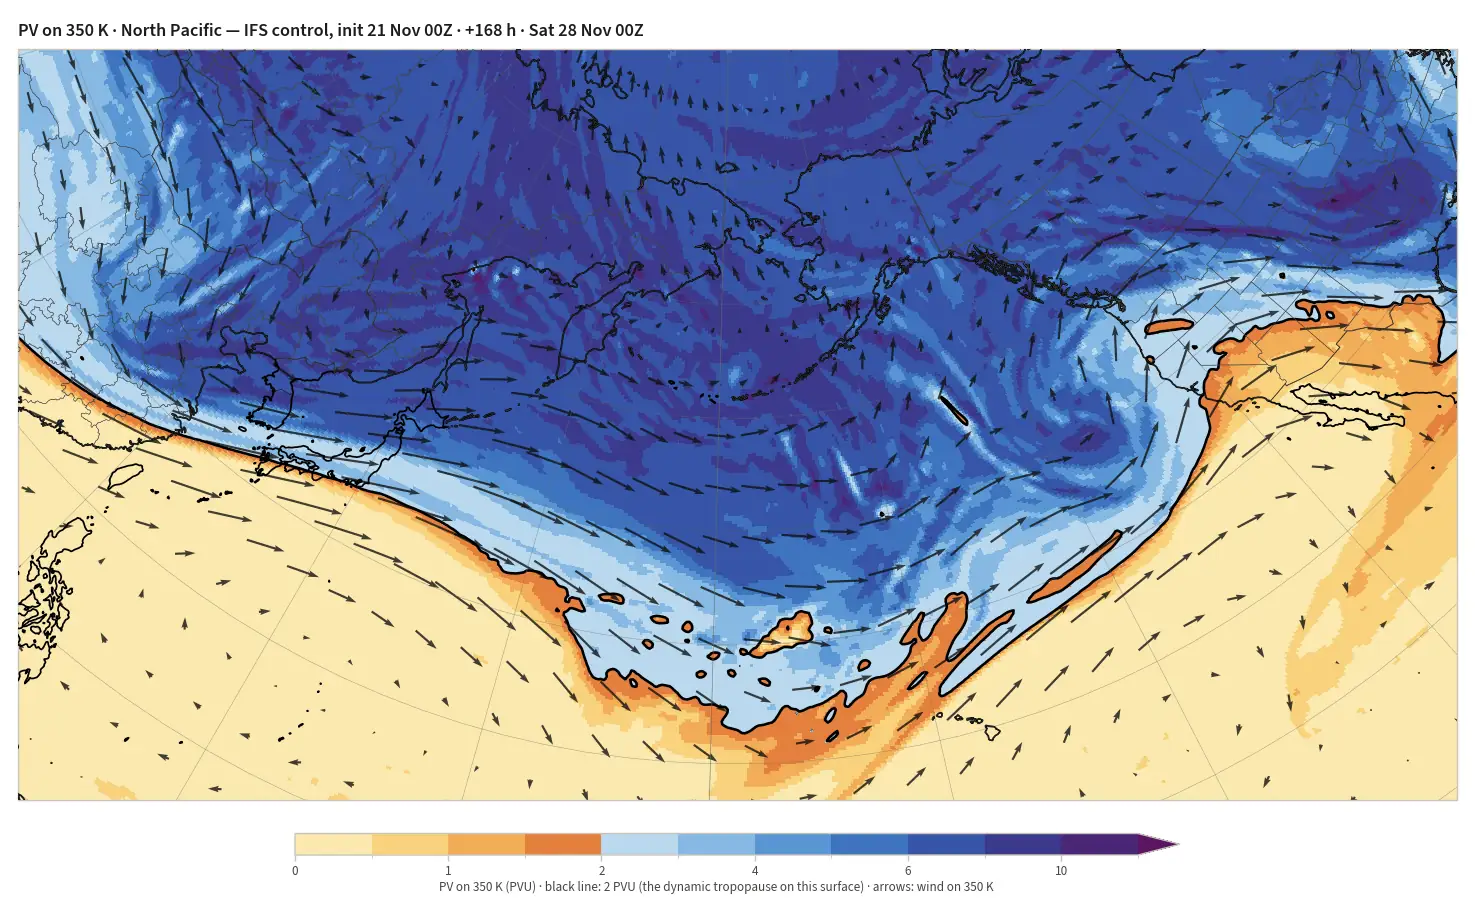 PV on 350 K · North Pacific — IFS control, init 21 Nov 00Z · +168 h · Sat 28 Nov 00Z
0 1 2 4 6 10
PV on 350 K (PVU) · black line: 2 PVU (the dynamic tropopause on this surface) · arrows: wind on 350 K